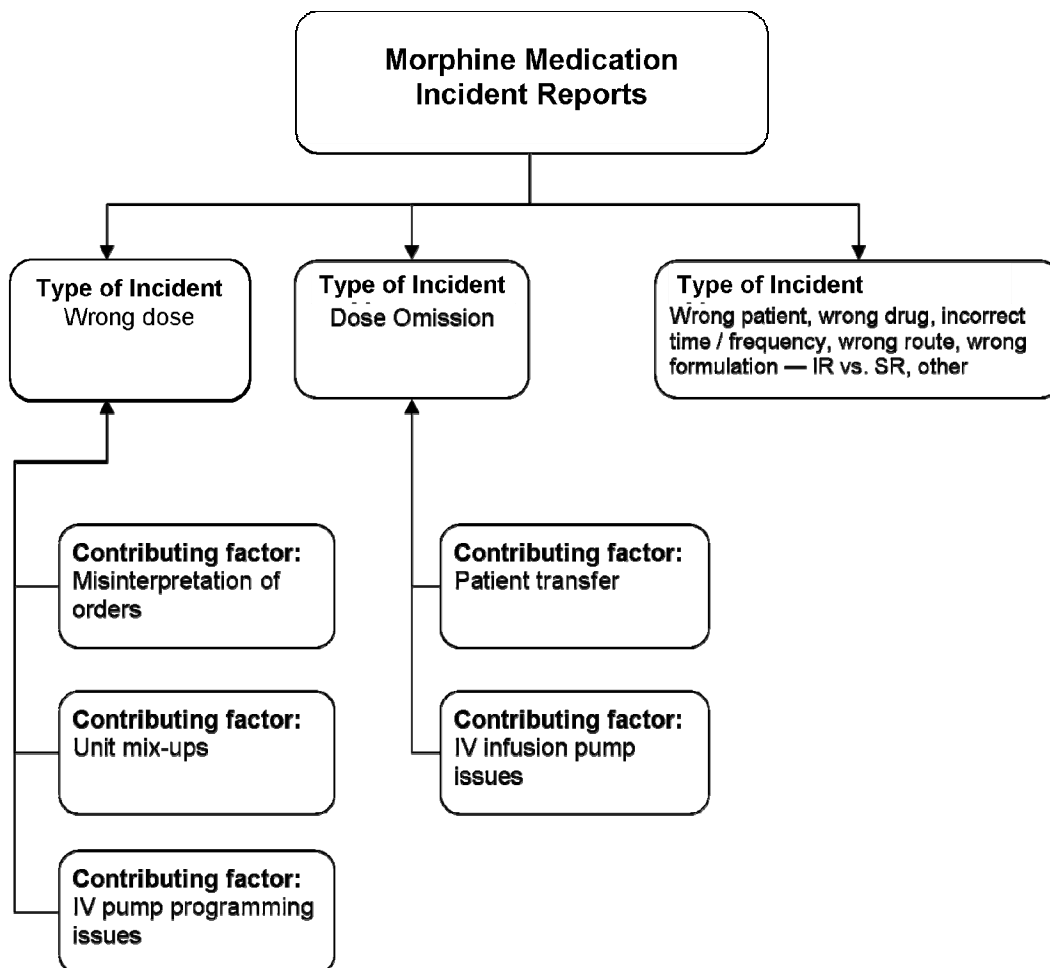 Morphine Medication
Incident Reports
Type of Incident
Wrong dose
Type of Incident
Dose Omission
Type of Incident
Wrong patient, wrong drug, incorrect
time / frequency, wrong route, wrong
formulation — IR vs. SR, other
Contributing factor:
Misinterpretation of
orders
Contributing factor:
Patient transfer
Contributing factor:
Unit mix-ups
Contributing factor:
IV infusion pump
issues
Contributing factor:
IV pump programming
issues